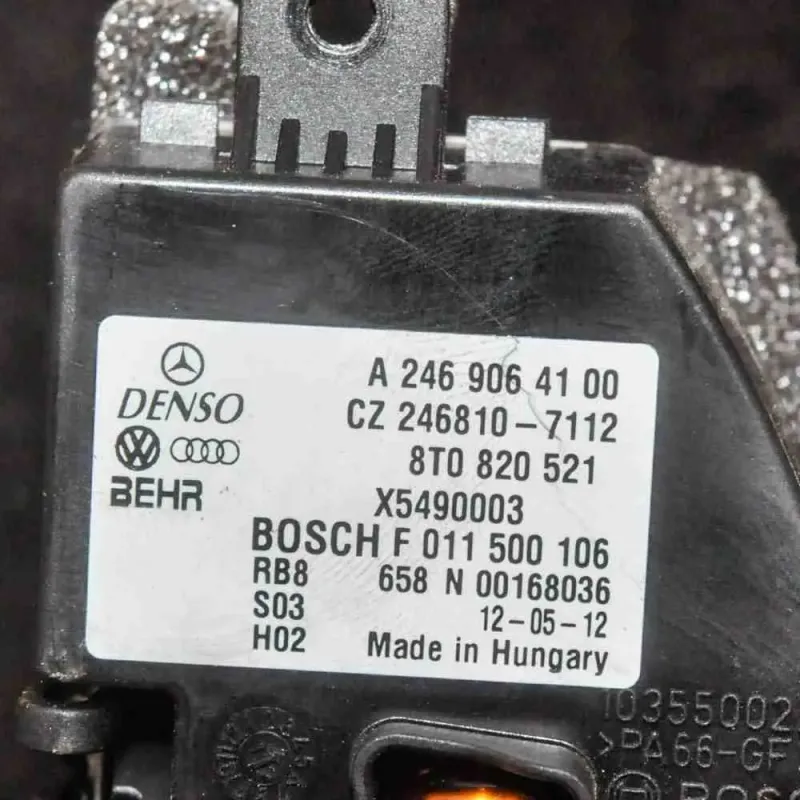 A 246 906 41 00
DENSO CZ 246810-7112
8T0 820 521
BEHR X5490003
BOSCH F 011 500 106
RB8 658 N 00168036
S03 12-05-12
H02 Made in Hungary
1035500
>PA66-GF